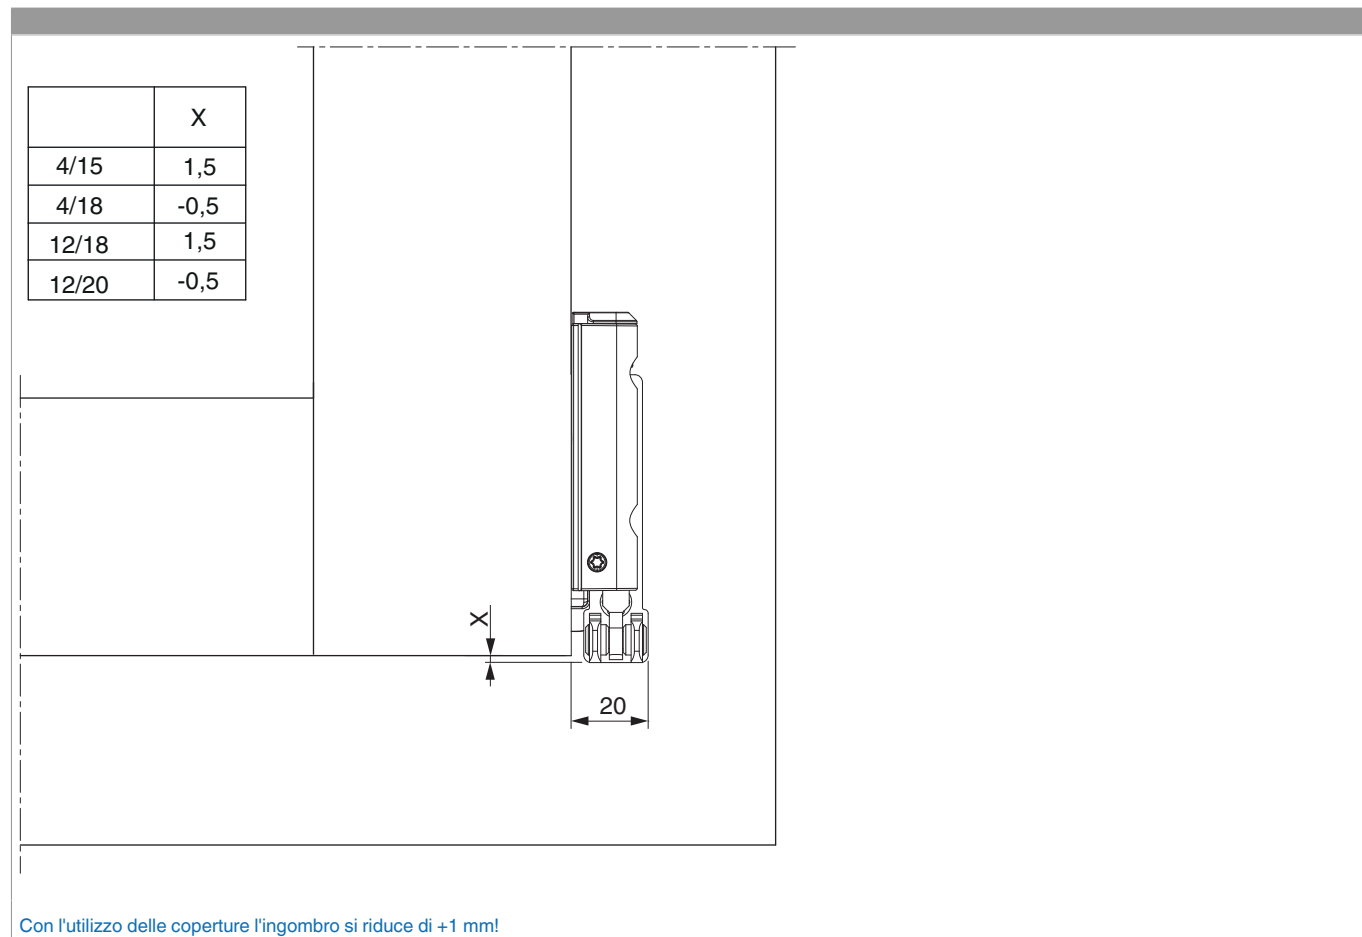 X
4/15 1,5
4/18 -0,5
12/18 1,5
12/20 -0,5
X
20
Con l'utilizzo delle coperture l'ingombro si riduce di +1 mm!